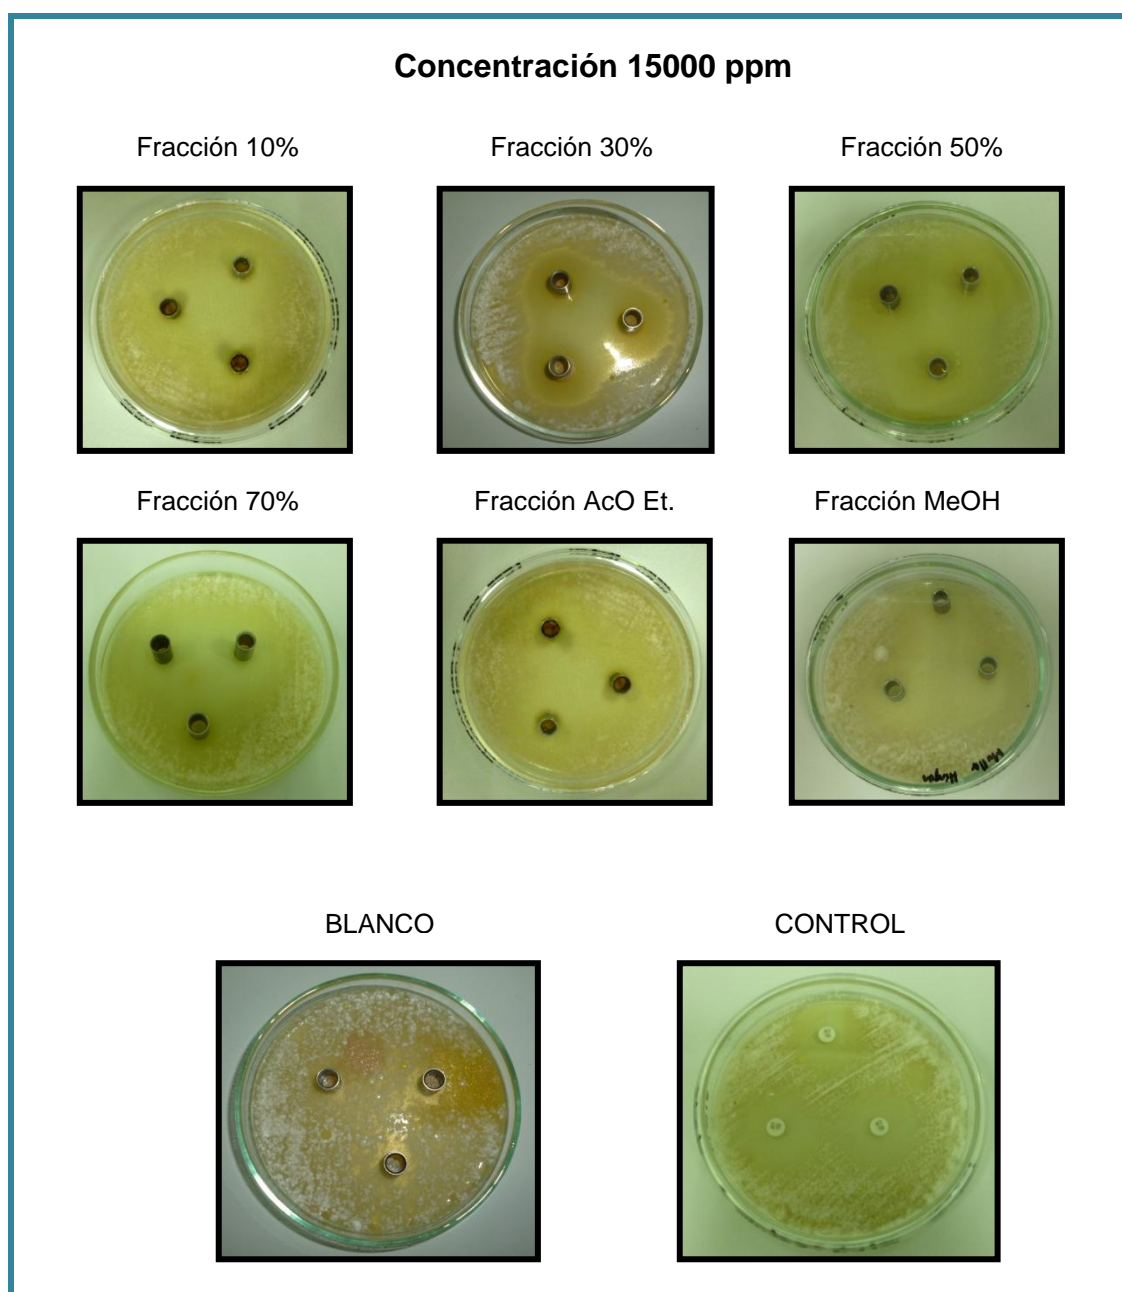 Concentración 15000 ppm
Fracción 10%
Fracción 30%
Fracción 50%
Fracción 70%
Fracción AcO Et.
Fracción MeOH
BLANCO
CONTROL